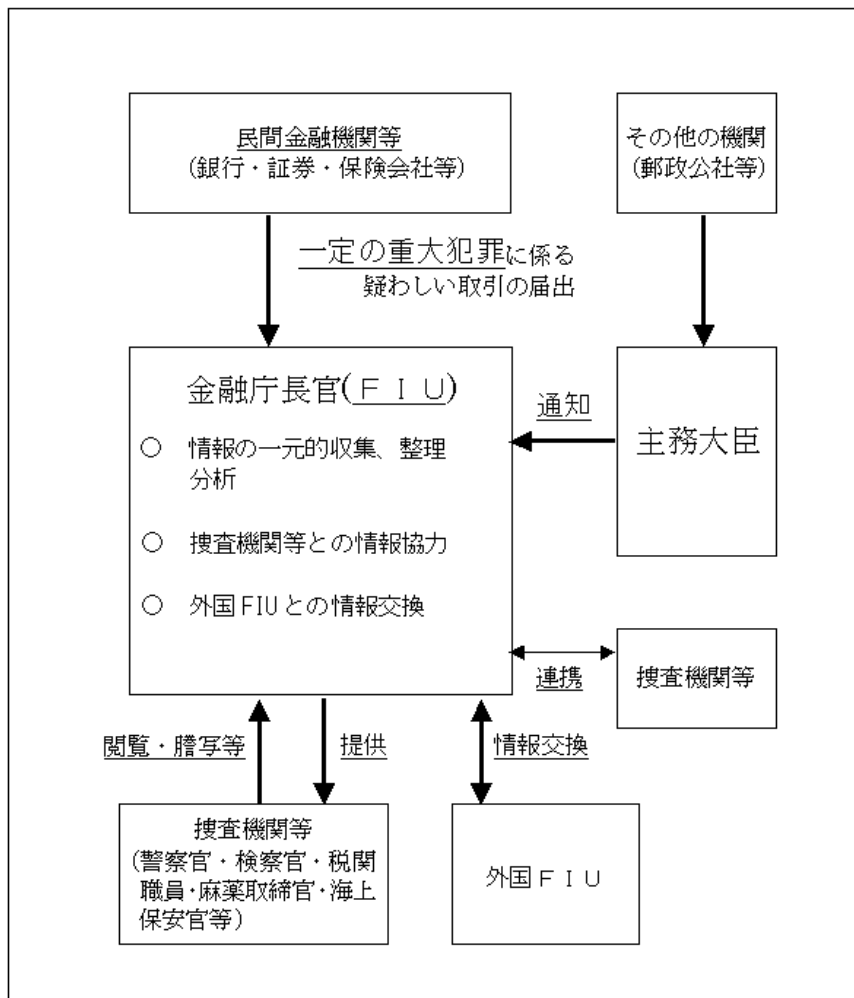 民間金融機関等
(銀行・証券・保険会社等)
その他の機関
(郵政公社等)
一定の重大犯罪に係る
疑わしい取引の届出
金融庁長官(ＦＩＵ)
○ 情報の一元的収集、整理
分析
○ 捜査機関等との情報協力
○ 外国FIUとの情報交換
通知
主務大臣
連携
捜査機関等
閲覧・謄写等
提供
情報交換
捜査機関等
(警察官・検察官・税関
職員・麻薬取締官・海上
保安官等)
外国ＦＩＵ